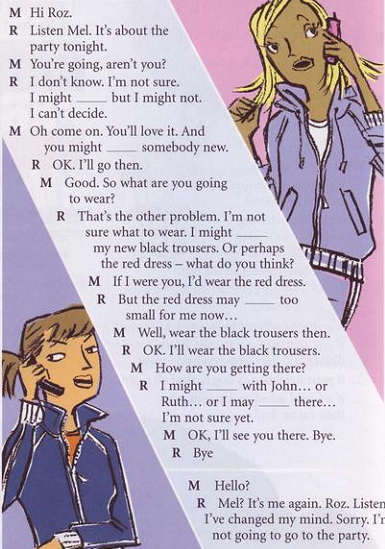 M Hi Roz.
R Listen Mel. It's about the
party tonight.
M You're going, aren't you?
R I don't know. I'm not sure.
I might _____ but I might not.
I can't decide.
M Oh come on. You'll love it. And
you might _____ somebody new.
R OK. I'll go then.
M Good. So what are you going
to wear?
R That's the other problem. I'm not
sure what to wear. I might _____
my new black trousers. Or perhaps
the red dress – what do you think?
M If I were you, I'd wear the red dress.
R But the red dress may _____ too
small for me now…
M Well, wear the black trousers then.
R OK. I'll wear the black trousers.
M How are you getting there?
R I might _____ with John… or
Ruth… or I may _____ there…
I'm not sure yet.
M OK, I'll see you there. Bye.
R Bye
M Hello?
R Mel? It's me again. Roz. Listen
I've changed my mind. Sorry. I'
not going to go to the party.